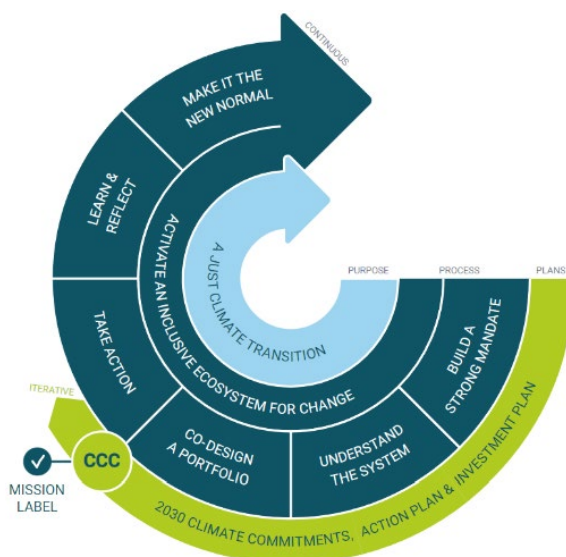 CONTINUOUS
MAKE IT THE
NEW NORMAL
LEARN &
REFLECT
ACTIVATE AN INCLUSIVE ECOSYSTEM FOR CHANGE
A JUST CLIMATE TRANSITION
PURPOSE
PROCESS
PLANS
BUILD A
STRONG MANDATE
TAKE ACTION
ITERATIVE
CO-DESIGN
A PORTFOLIO
UNDERSTAND
THE SYSTEM
CCC
MISSION
LABEL
2030 CLIMATE COMMITMENTS, ACTION PLAN & INVESTMENT PLAN